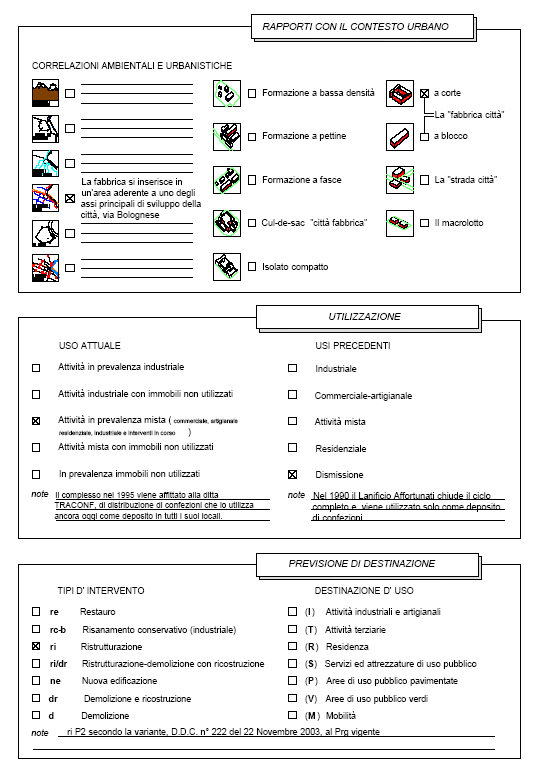 RAPPORTI CON IL CONTESTO URBANO
CORRELAZIONI AMBIENTALI E URBANISTICHE
La fabbrica si inserisce in
un'area aderente a uno degli
assi principali di sviluppo della
città, via Bolognese
Formazione a bassa densità
Formazione a pettine
Formazione a fasce
Cul-de-sac "città fabbrica"
Isolato compatto
a corte
La "fabbrica città"
a blocco
La "strada città"
Il macrolotto
UTILIZZAZIONE
USO ATTUALE
Attività in prevalenza industriale
Attività industriale con immobili non utilizzati
Attività in prevalenza mista ( commerciale, artigianale
residenziale, industriale e interventi in corso )
Attività mista con immobili non utilizzati
In prevalenza immobili non utilizzati
note Il complesso nel 1995 viene affittato alla ditta
TRACONF, di distribuzione di confezioni che lo utilizza
ancora oggi come deposito in tutti i suoi locali.
USI PRECEDENTI
Industriale
Commerciale-artigianale
Attività mista
Residenziale
Dismissione
note Nel 1990 il Lanificio Affortunati chiude il ciclo
completo e viene utilizzato solo come deposito
di confezioni
PREVISIONE DI DESTINAZIONE
TIPI D' INTERVENTO
re Restauro
rc-b Risanamento conservativo (industriale)
ri Ristrutturazione
ri/dr Ristrutturazione-demolizione con ricostruzione
ne Nuova edificazione
dr Demolizione e ricostruzione
d Demolizione
DESTINAZIONE D' USO
(I) Attività industriali e artigianali
(T) Attività terziarie
(R) Residenza
(S) Servizi ed attrezzature di uso pubblico
(P) Aree di uso pubblico pavimentate
(V) Aree di uso pubblico verdi
(M) Mobilità
note ri P2 secondo la variante, D.D.C. n° 222 del 22 Novembre 2003, al Prg vigente